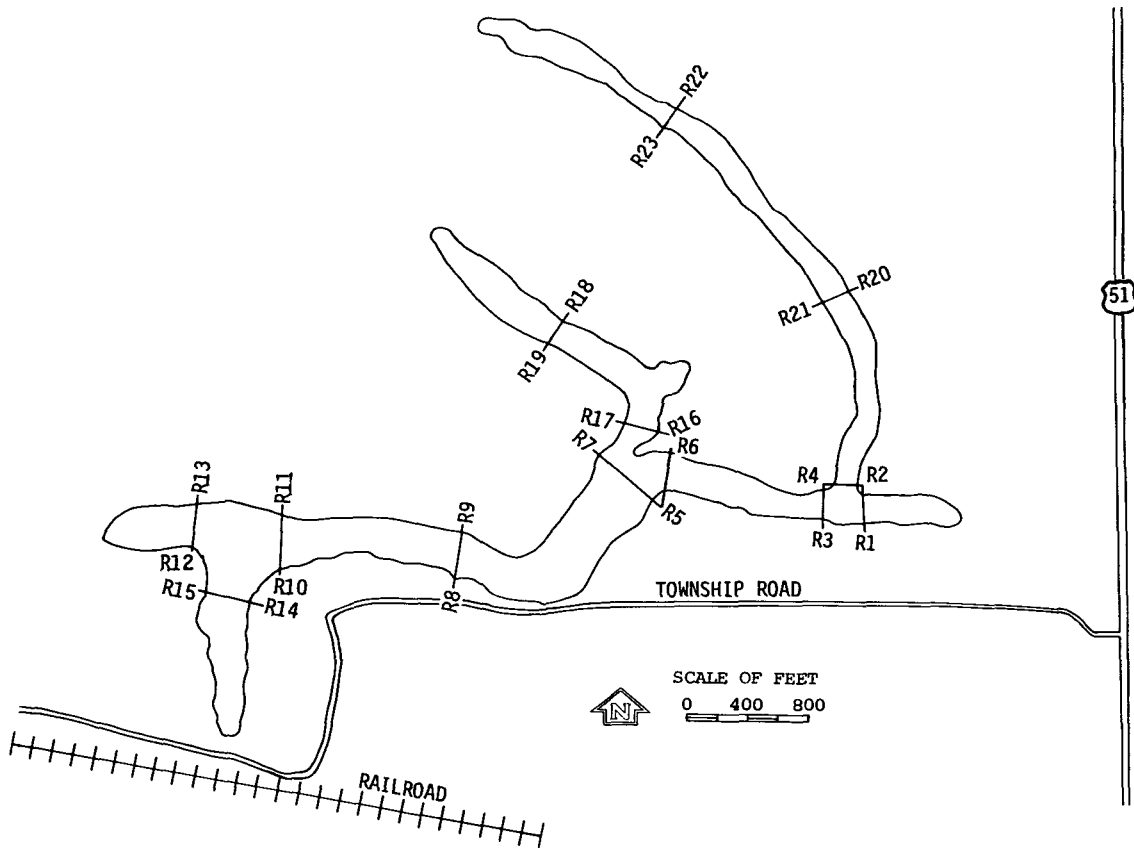 R22
R23
R20
R21
51
R18
R19
R17
R16
R7
R6
R5
R4
R2
R3
R1
R13
R11
R9
R12
R10
R15
R14
R8
TOWNSHIP ROAD
SCALE OF FEET
0 400 800
N
RAILROAD